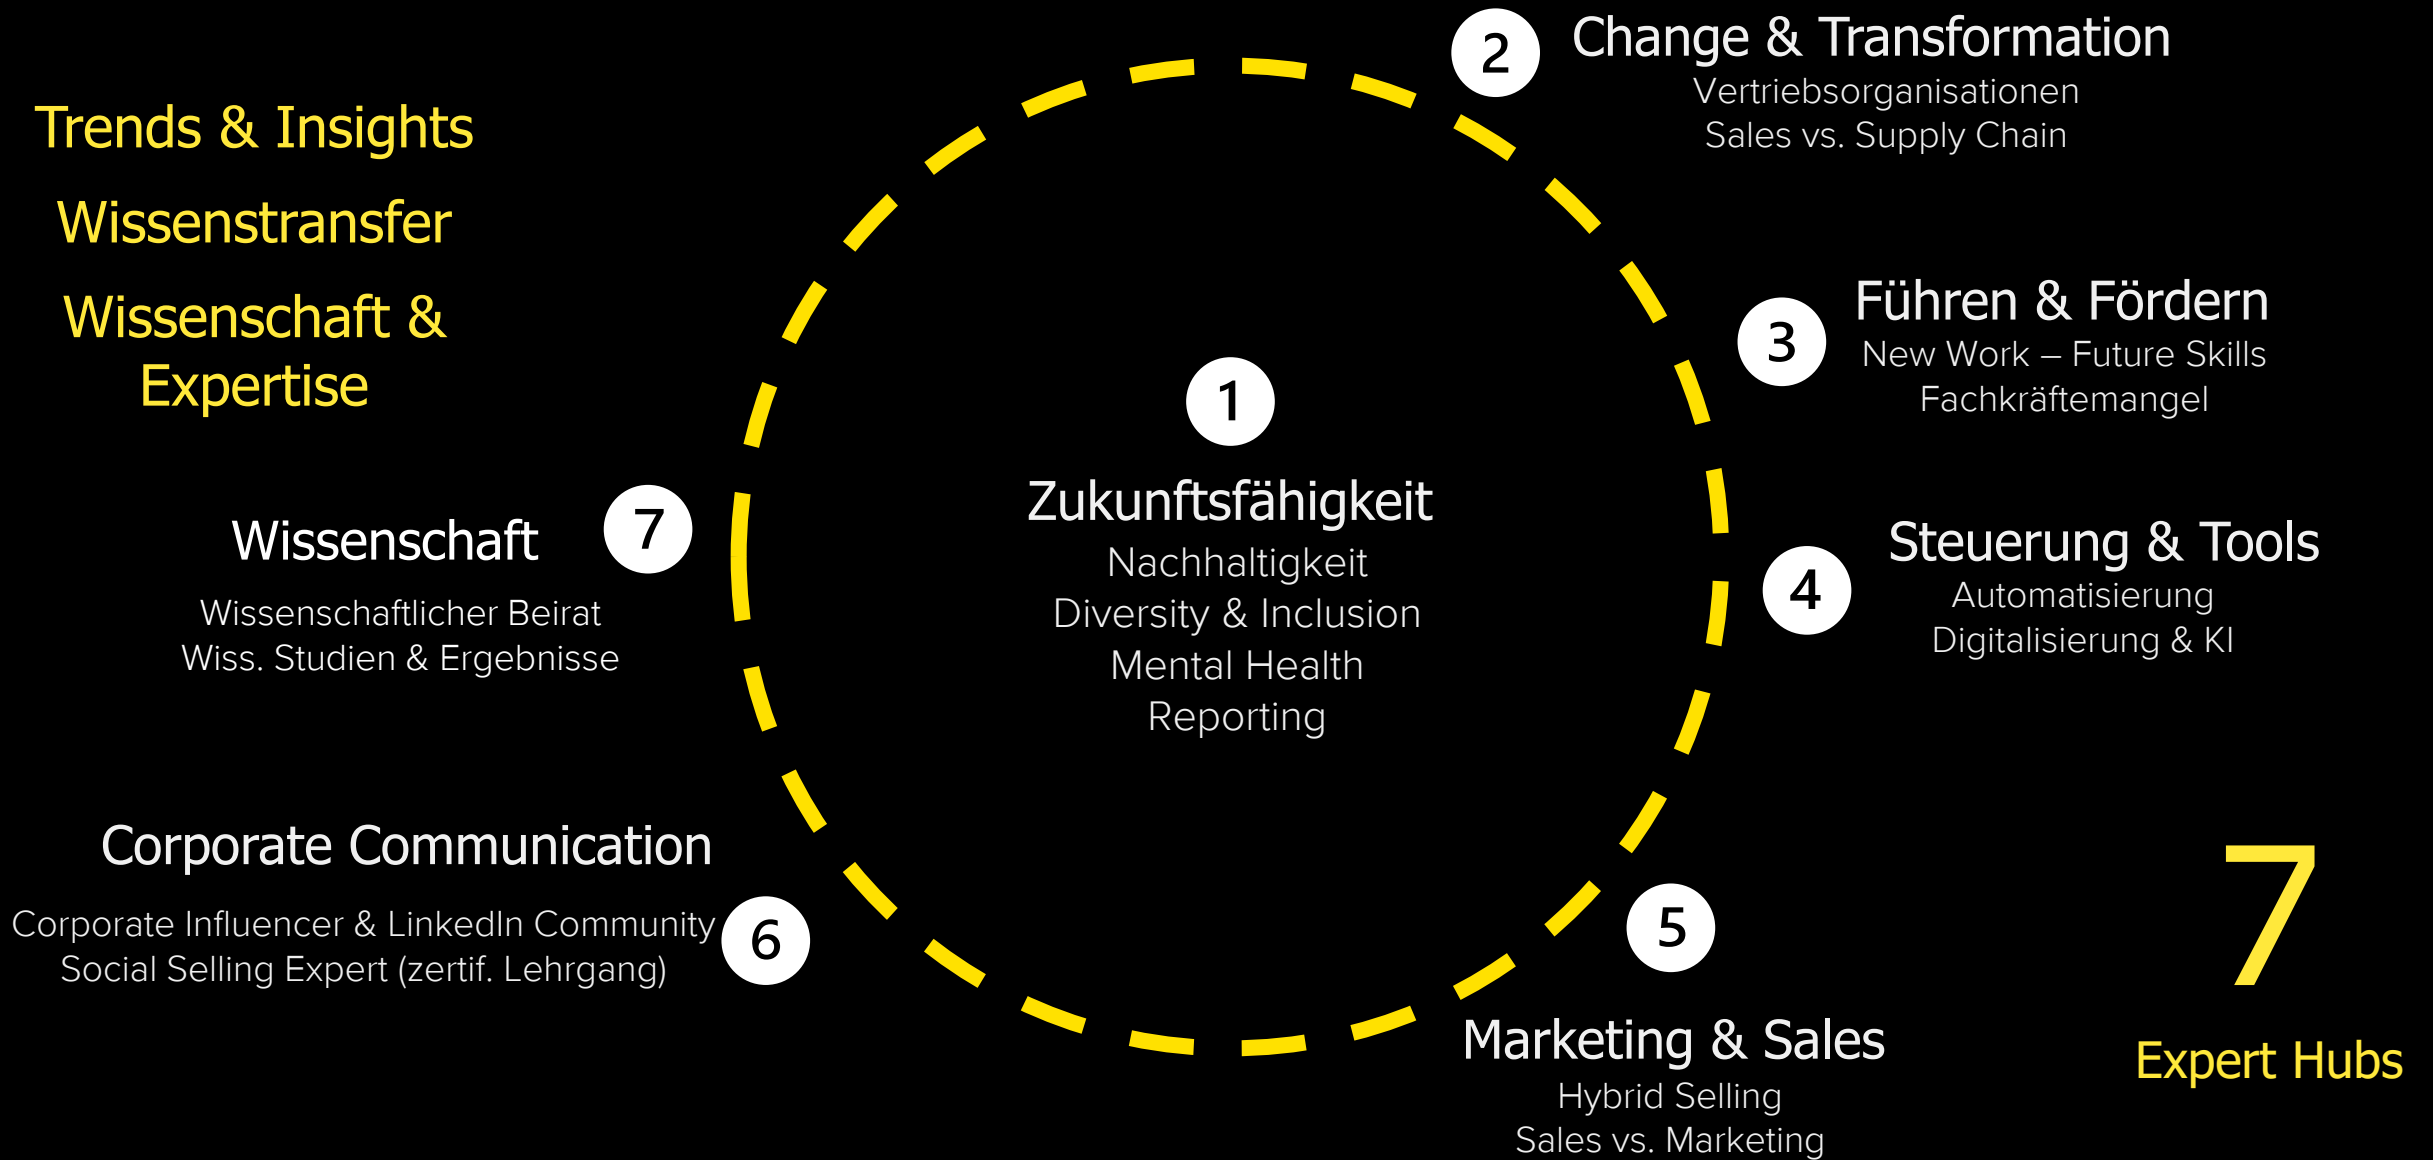 Trends & Insights
Wissenstransfer
Wissenschaft &
Expertise
1
Zukunftsfähigkeit
Nachhaltigkeit
Diversity & Inclusion
Mental Health
Reporting
2
Change & Transformation
Vertriebsorganisationen
Sales vs. Supply Chain
3
Führen & Fördern
New Work – Future Skills
Fachkräftemangel
4
Steuerung & Tools
Automatisierung
Digitalisierung & KI
5
Marketing & Sales
Hybrid Selling
Sales vs. Marketing
6
Corporate Communication
Corporate Influencer & LinkedIn Community
Social Selling Expert (zertif. Lehrgang)
7
Wissenschaft
Wissenschaftlicher Beirat
Wiss. Studien & Ergebnisse
7
Expert Hubs